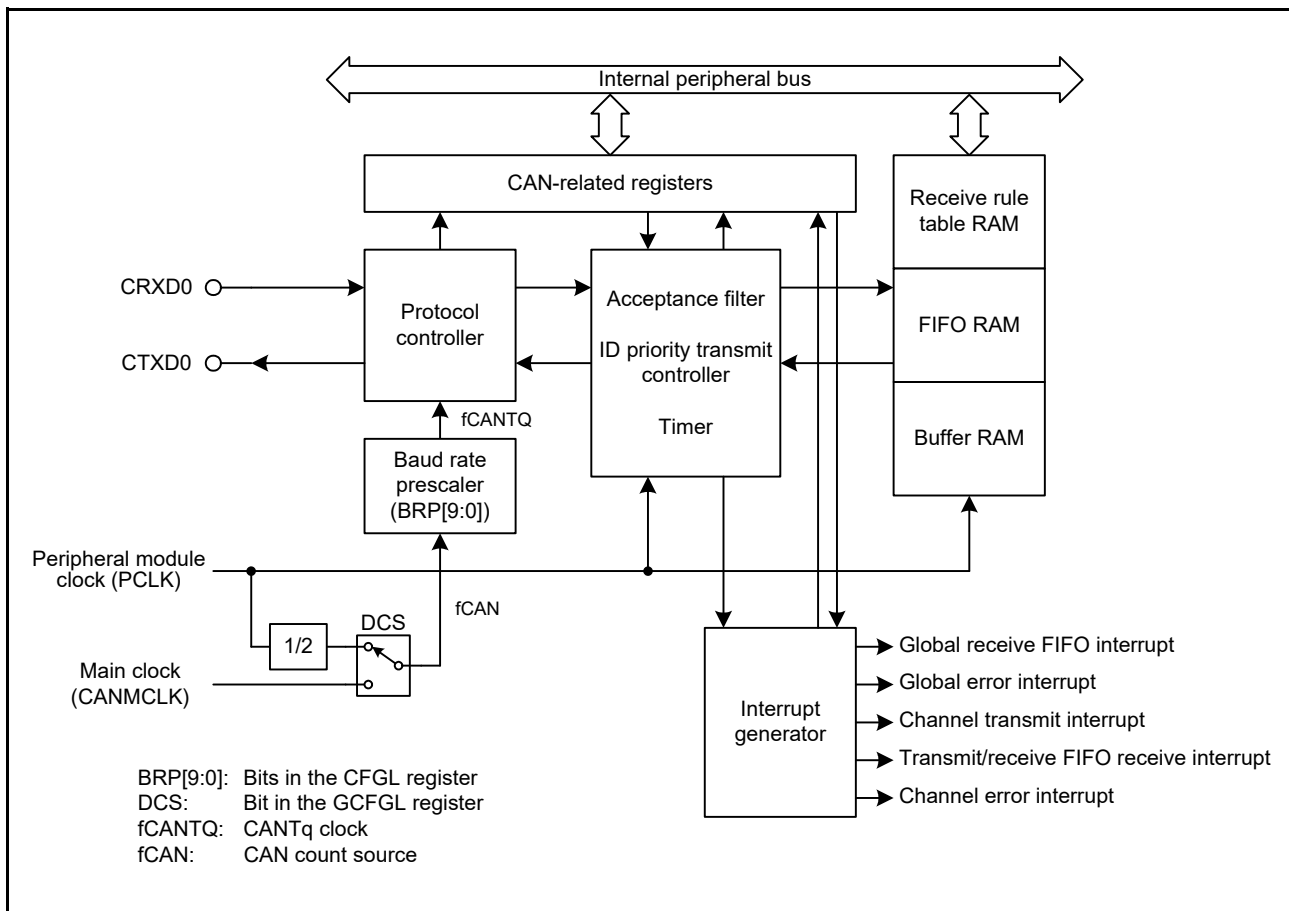 Internal peripheral bus
CAN-related registers
Receive rule
table RAM
FIFO RAM
Buffer RAM
CRXD0
CTXD0
Protocol
controller
Acceptance filter
ID priority transmit
controller
Timer
fCANTQ
Baud rate
prescaler
(BRP[9:0])
Peripheral module
clock (PCLK)
fCAN
DCS
1/2
Main clock
(CANMCLK)
Interrupt
generator
Global receive FIFO interrupt
Global error interrupt
Channel transmit interrupt
Transmit/receive FIFO receive interrupt
Channel error interrupt
BRP[9:0]: Bits in the CFGL register
DCS: Bit in the GCFGL register
fCANTQ: CANTq clock
fCAN: CAN count source